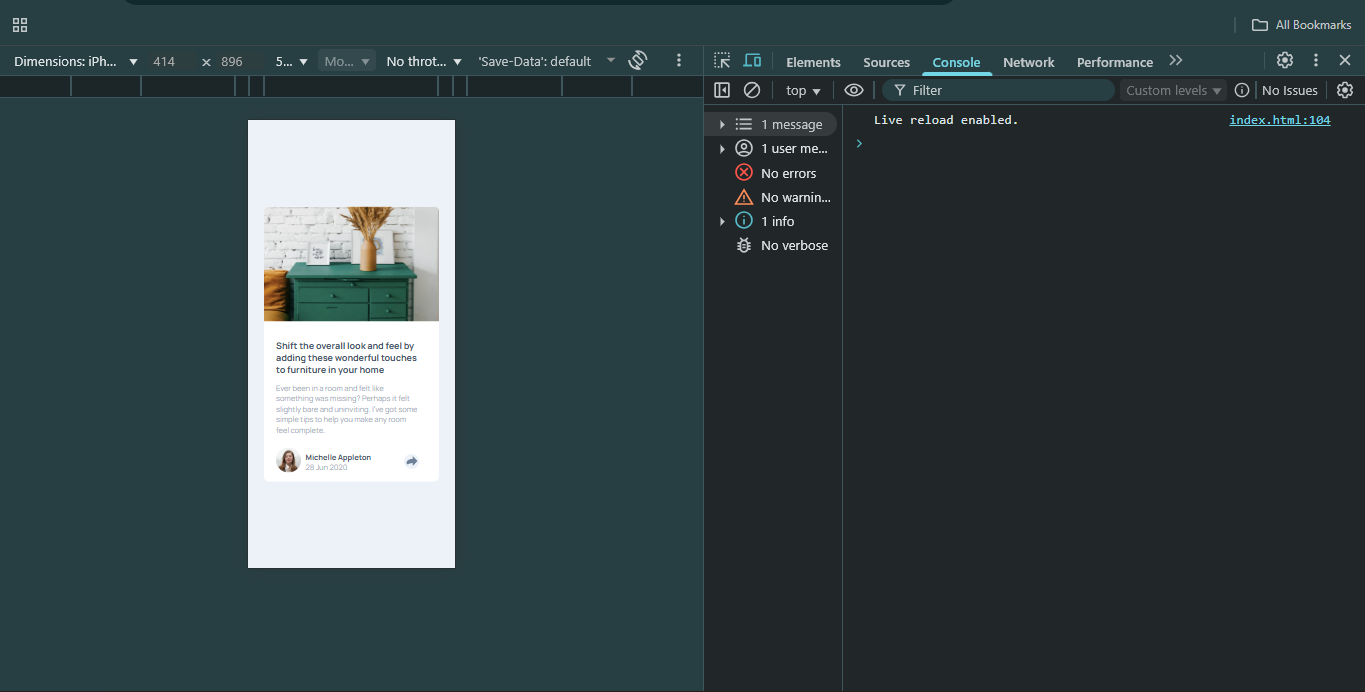 All Bookmarks
Dimensions: iPh... 414 × 896 5... Mo... No throt... 'Save-Data': default
Elements Sources Console Network Performance
top Filter Custom levels No Issues
1 message
1 user me...
No errors
No warnin...
1 info
No verbose
Live reload enabled. index.html:104
Shift the overall look and feel by
adding these wonderful touches
to furniture in your home
Ever been in a room and felt like
something was missing? Perhaps it felt
slightly bare and uninviting. I've got some
simple tips to help you make any room
feel complete.
Michelle Appleton
28 Jun 2020